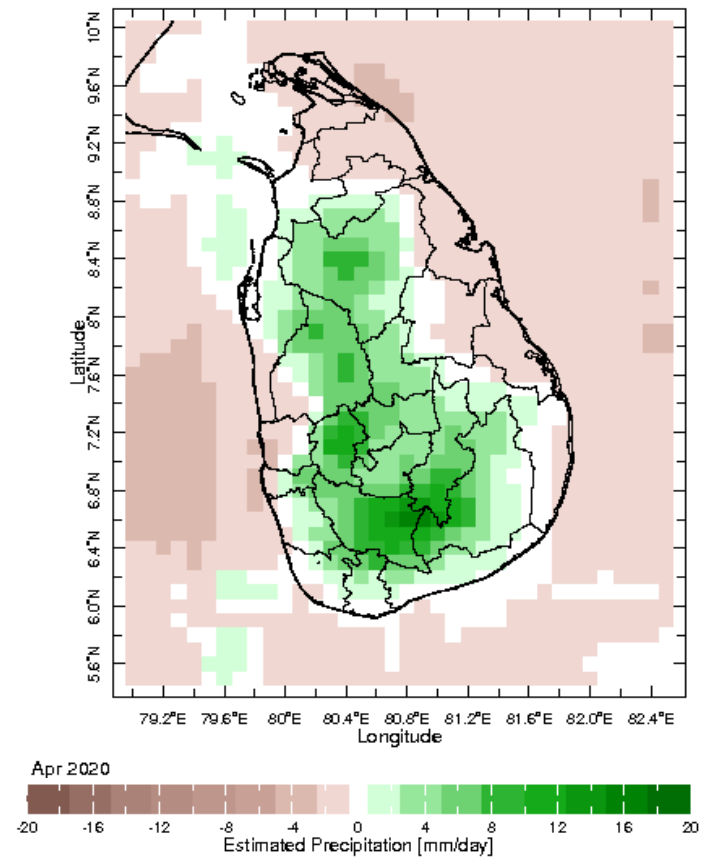 10°N
9.6°N
9.2°N
8.8°N
8.4°N
8°N
7.6°N
7.2°N
6.8°N
6.4°N
6.0°N
5.6°N
Latitude
79.2°E 79.6°E 80°E 80.4°E 80.8°E 81.2°E 81.6°E 82.0°E 82.4°E
Longitude
Apr 2020
-20 -16 -12 -8 -4 0 4 8 12 16 20
Estimated Precipitation [mm/day]